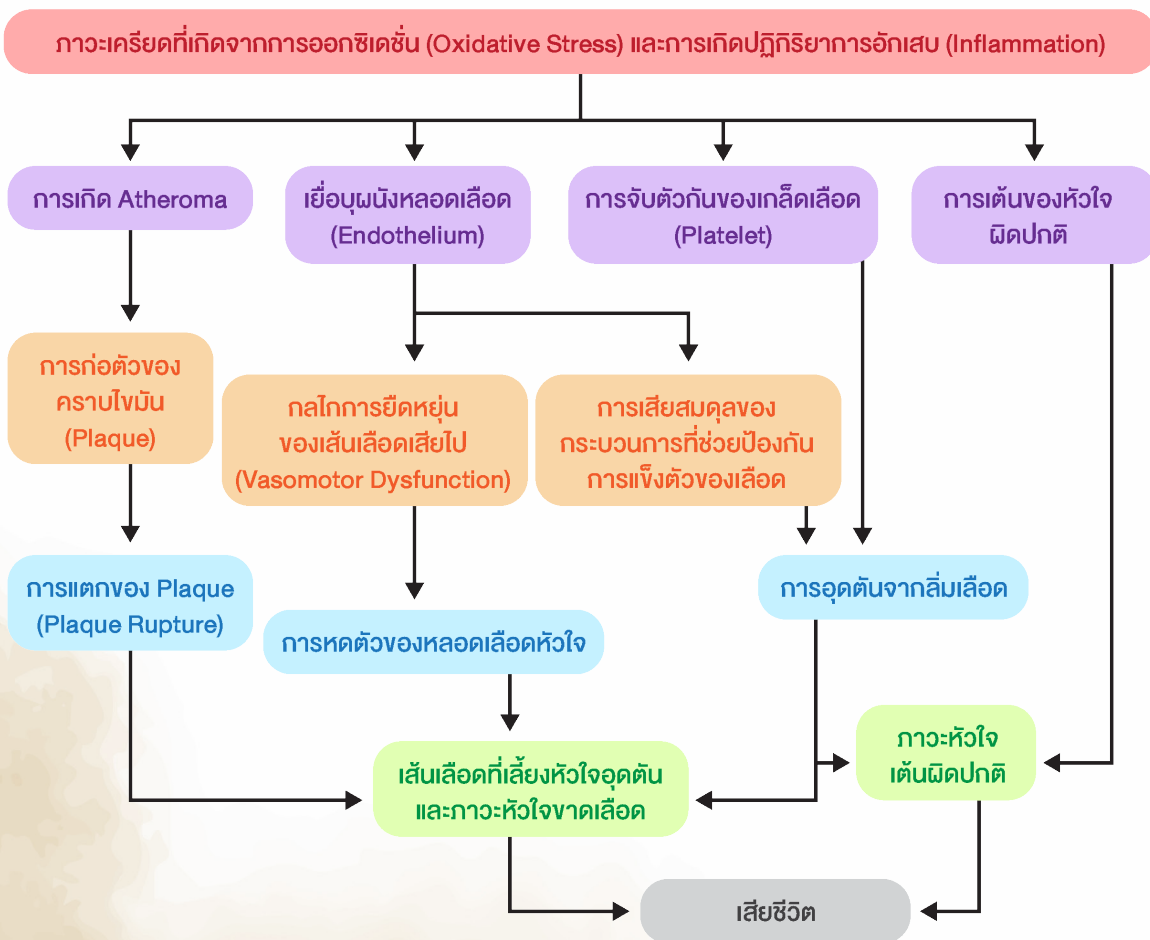 ภาวะเครียดที่เกิดจากการออกซิเดชั่น (Oxidative Stress) และการเกิดปฏิกิริยาการอักเสบ (Inflammation)
การเกิด Atheroma
เยื่อบุผนังหลอดเลือด
(Endothelium)
การจับตัวกันของเกล็ดเลือด
(Platelet)
การเต้นของหัวใจ
ผิดปกติ
การก่อตัวของ
คราบไขมัน
(Plaque)
กลไกการยืดหยุ่น
ของเส้นเลือดเสียไป
(Vasomotor Dysfunction)
การเสียสมดุลของ
กระบวนการที่ช่วยป้องกัน
การแข็งตัวของเลือด
การแตกของ Plaque
(Plaque Rupture)
การหดตัวของหลอดเลือดหัวใจ
การอุดตันจากลิ่มเลือด
เส้นเลือดที่เลี้ยงหัวใจอุดตัน
และภาวะหัวใจขาดเลือด
ภาวะหัวใจ
เต้นผิดปกติ
เสียชีวิต